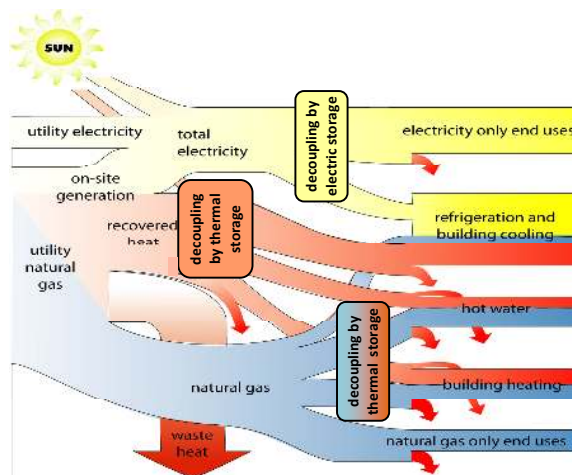 SUN
utility electricity
total
electricity
decoupling by
electric storage
electricity only end uses
on-site
generation
recovered
heat
decoupling
by thermal
storage
refrigeration and
building cooling
utility
natural
gas
hot water
decoupling by
thermal storage
natural gas
building heating
waste
heat
natural gas only end uses